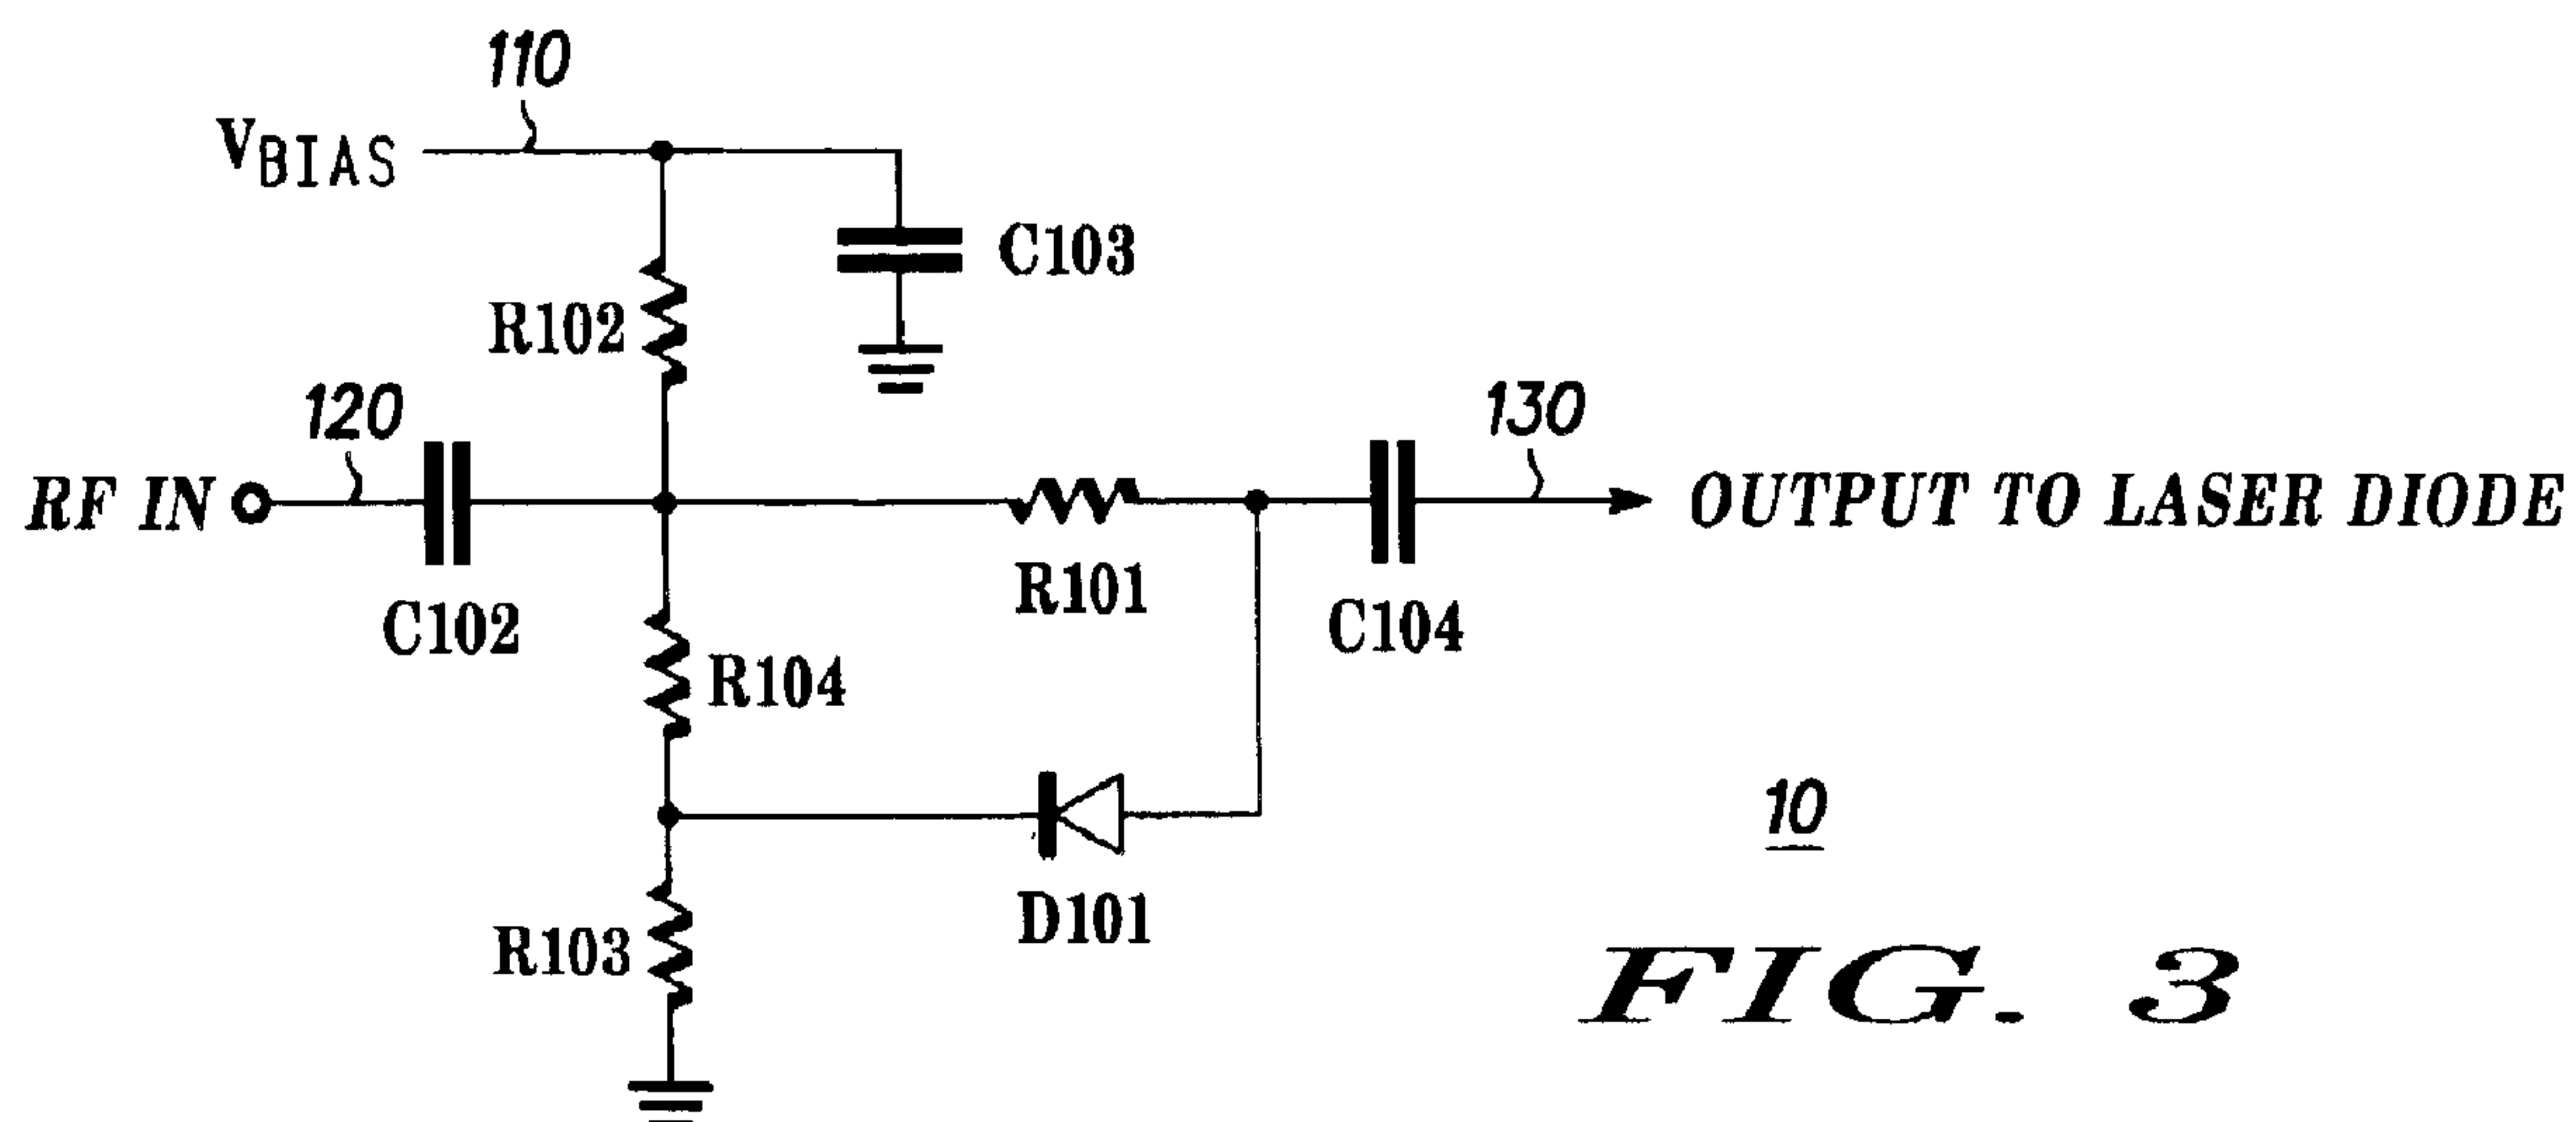 110
VBIAS
C103
R102
120
130
RF IN
OUTPUT TO LASER DIODE
R101
C102
C104
R104
10
D101
R103
FIG. 3